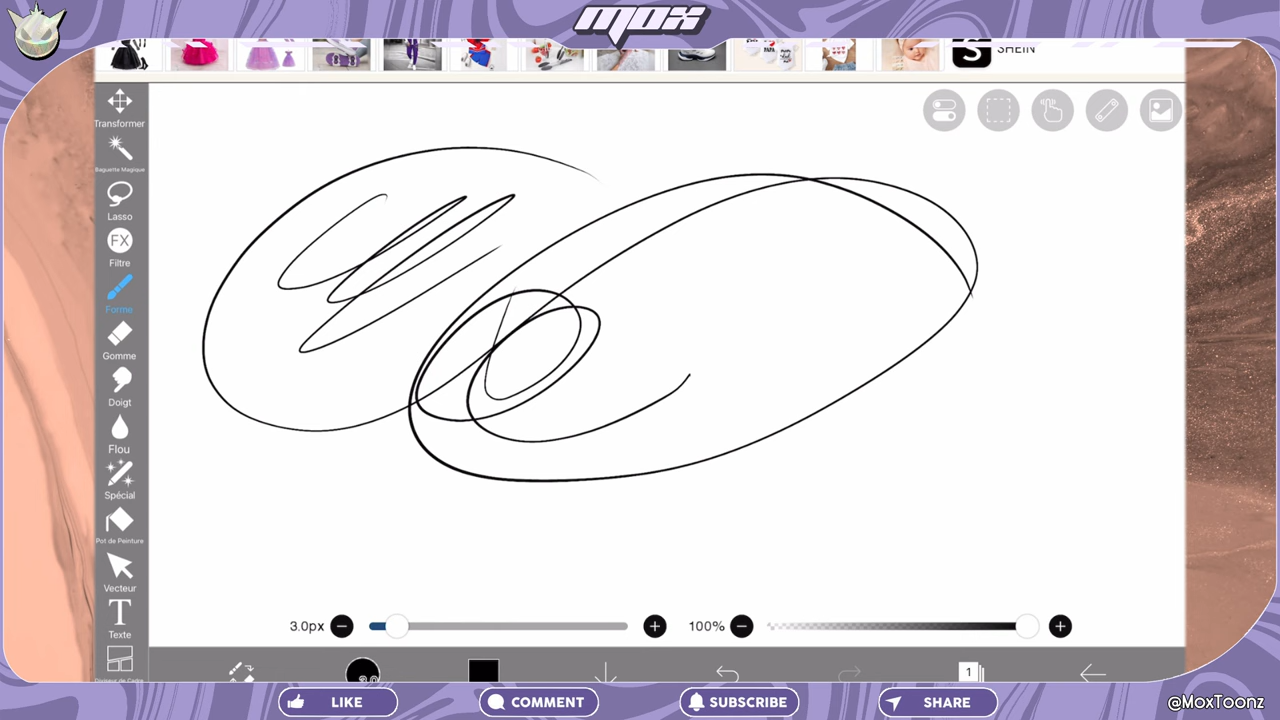 MOX
SHEIN
Transformer
Baguette Magique
Lasso
FX
Filtre
Forme
Gomme
Doigt
Flou
Spécial
Pot de Peinture
Vecteur
T
Texte
3.0px
100%
1
LIKE
COMMENT
SUBSCRIBE
SHARE
@MoxToonz